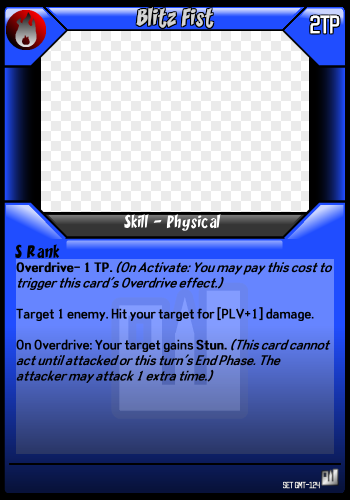 Blitz Fist
2TP
Skill - Physical
S Rank
Overdrive- 1 TP. (On Activate: You may pay this cost to
trigger this card's Overdrive effect.)
Target 1 enemy. Hit your target for [PLV+1] damage.
On Overdrive: Your target gains Stun. (This card cannot
act until attacked or this turn's End Phase. The
attacker may attack 1 extra time.)
SET GMT-124